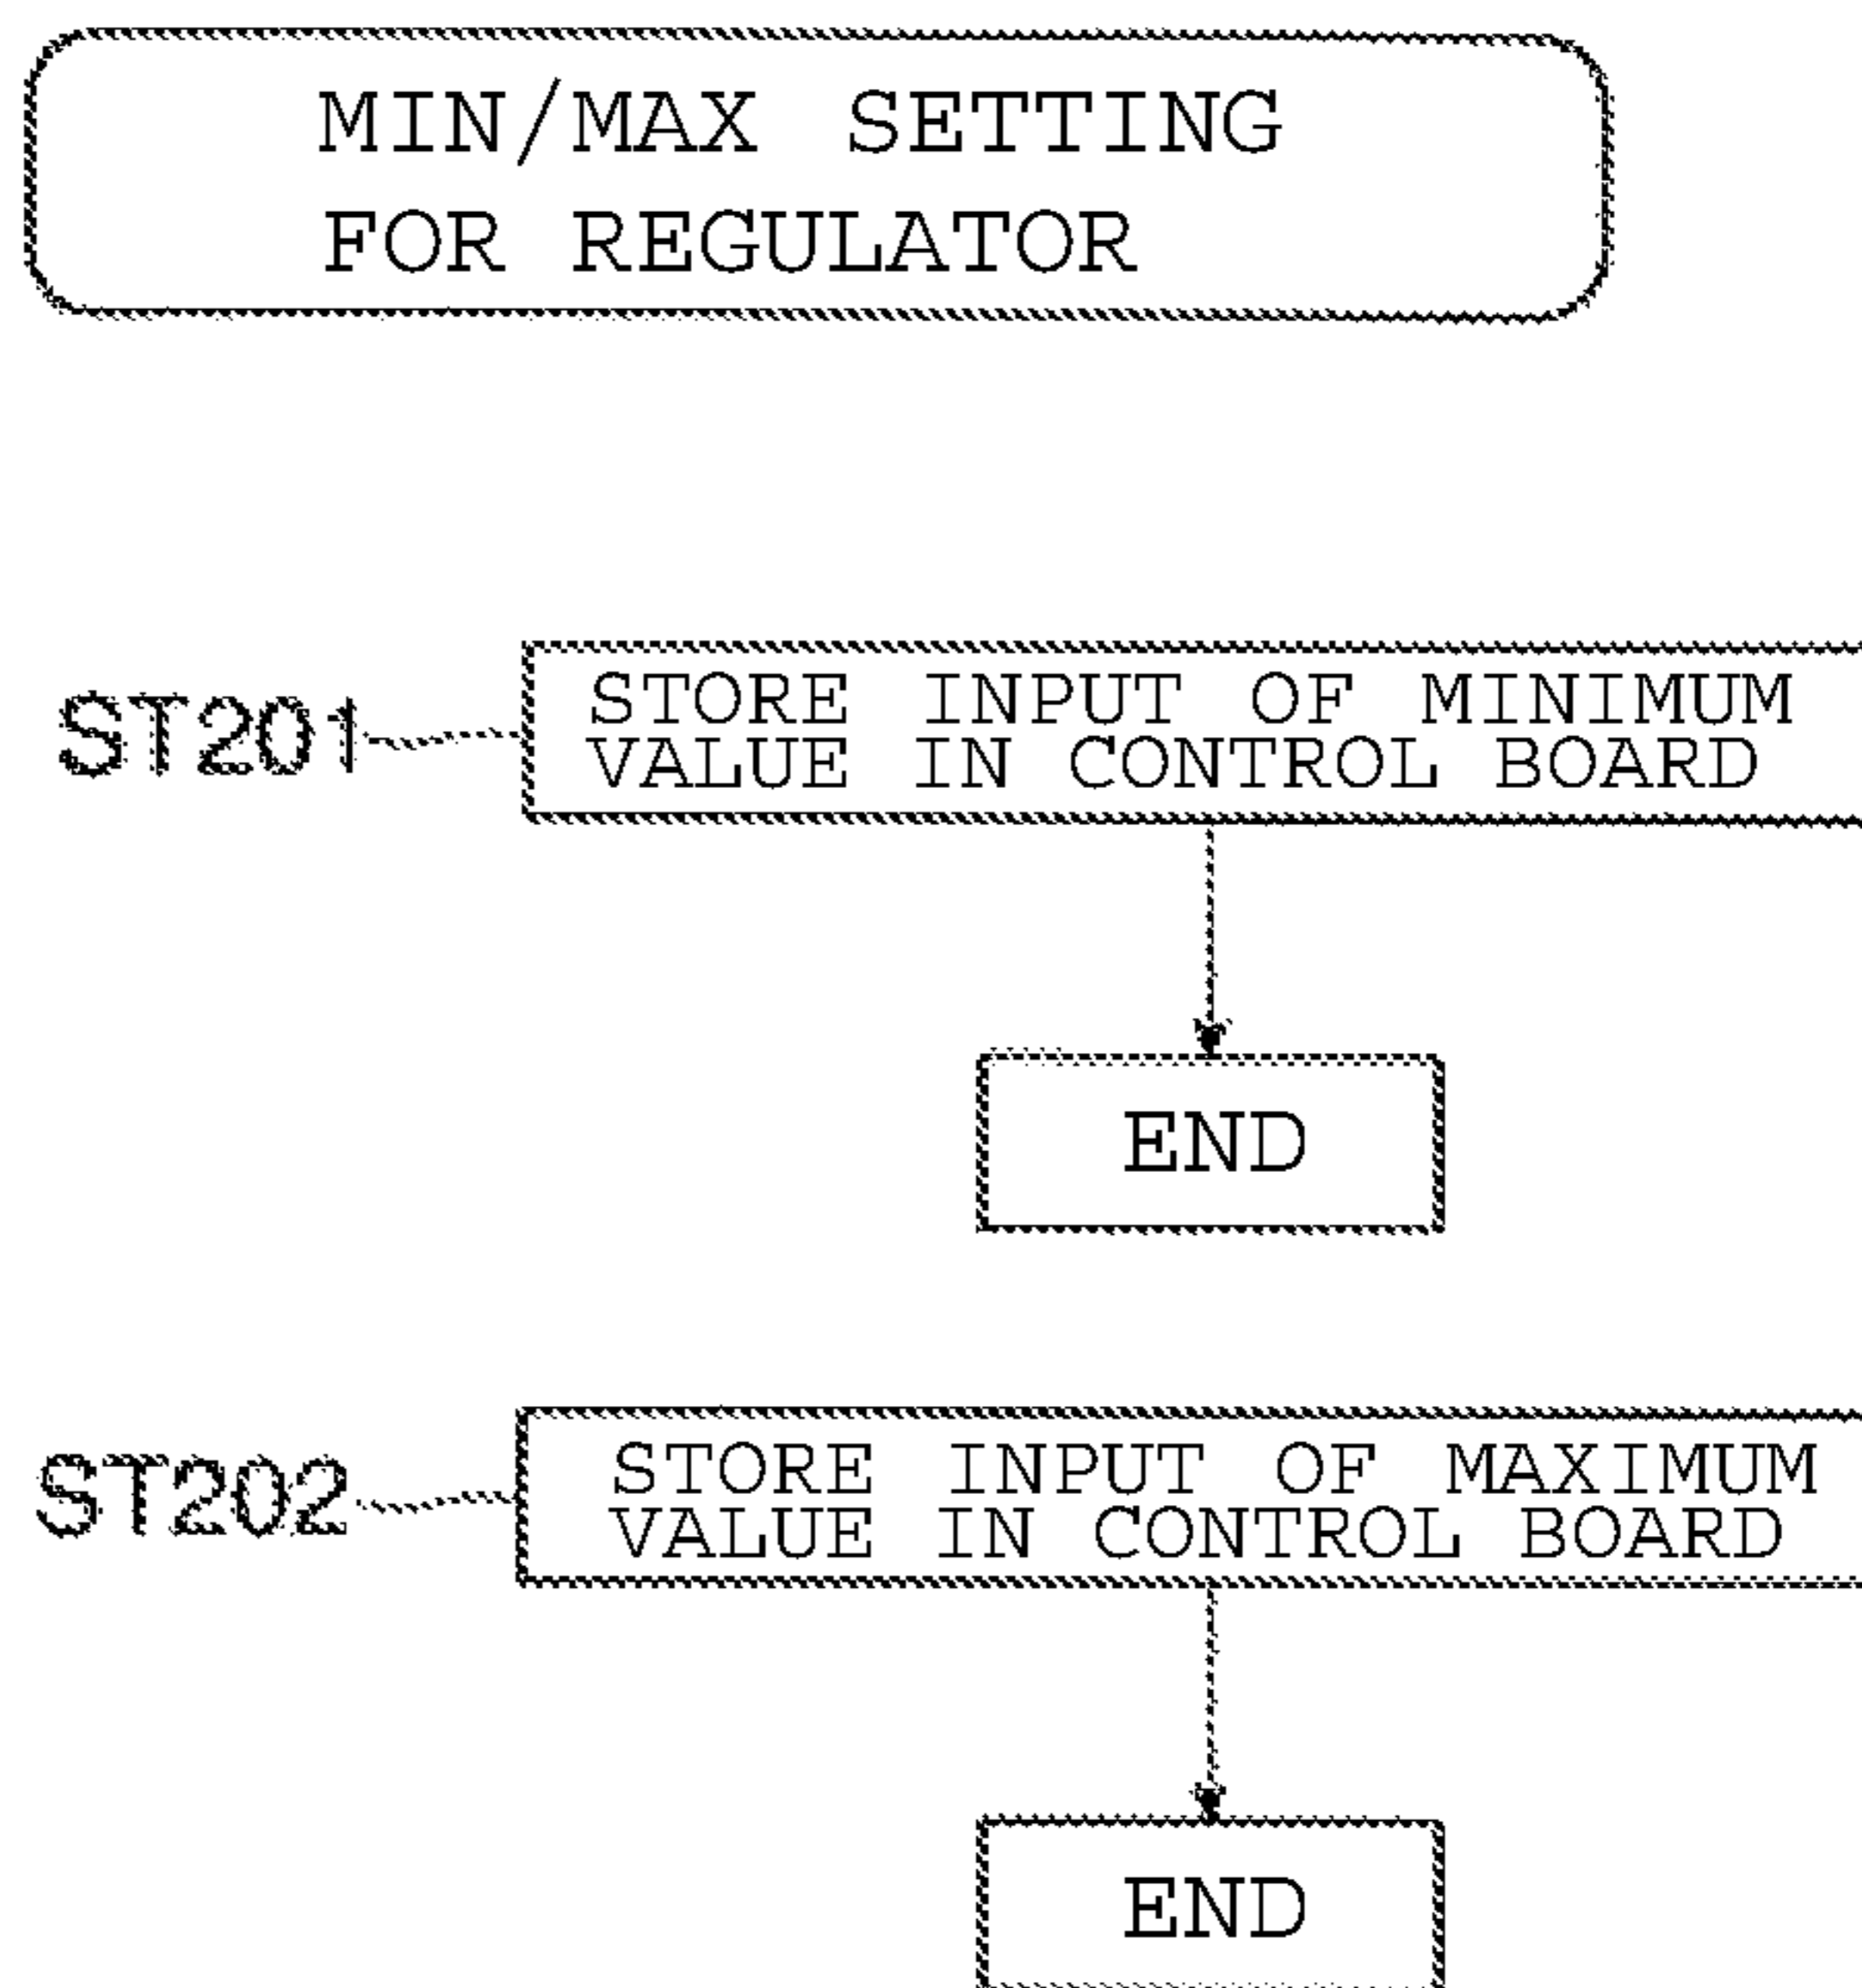 MIN/MAX SETTING
FOR REGULATOR
ST201
STORE INPUT OF MINIMUM
VALUE IN CONTROL BOARD
END
ST202
STORE INPUT OF MAXIMUM
VALUE IN CONTROL BOARD
END